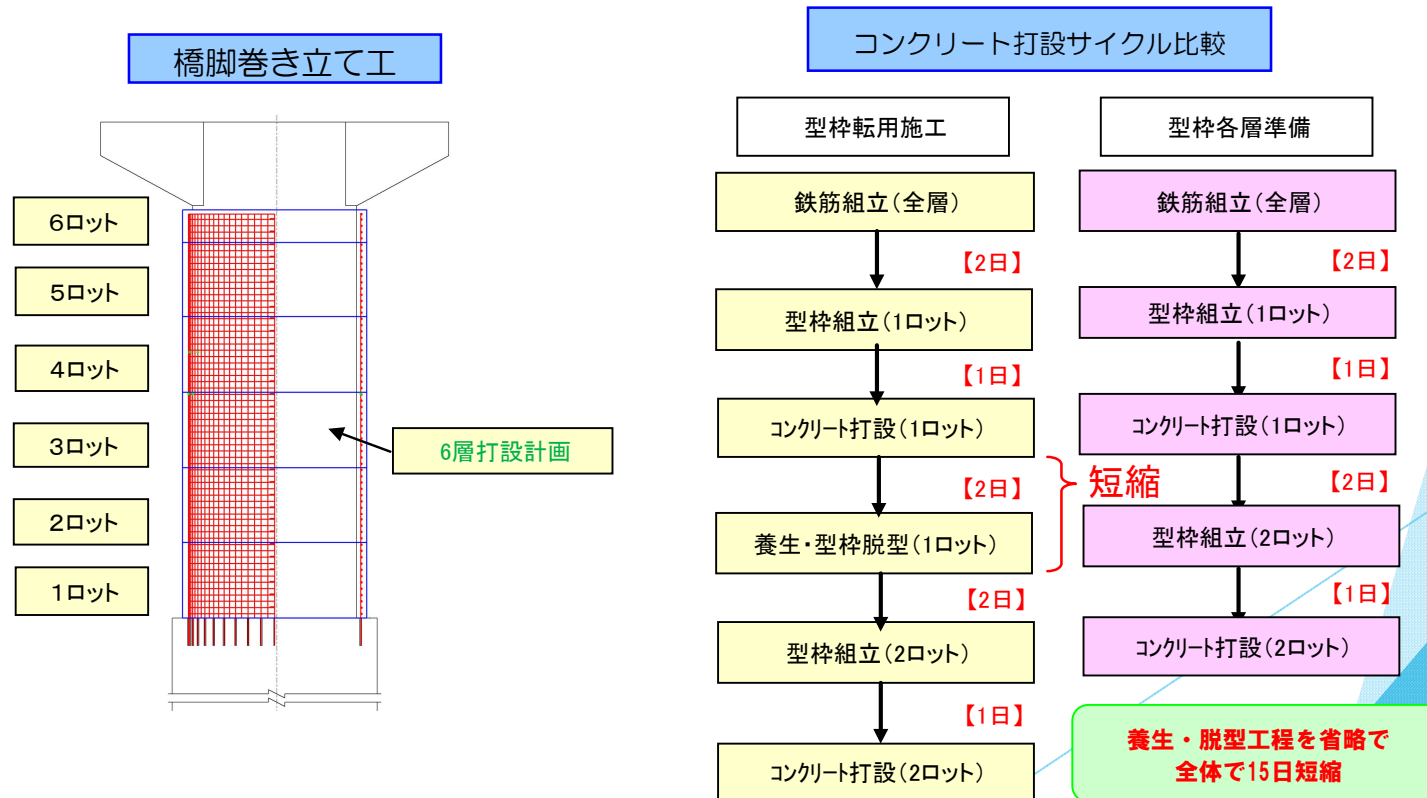 橋脚巻き立て工
6ロット
5ロット
4ロット
3ロット
2ロット
1ロット
6層打設計画
コンクリート打設サイクル比較
型枠転用施工
鉄筋組立(全層)
【2日】
型枠組立(1ロット)
【1日】
コンクリート打設(1ロット)
【2日】
短縮
養生・型枠脱型(1ロット)
【2日】
型枠組立(2ロット)
【1日】
コンクリート打設(2ロット)
型枠各層準備
鉄筋組立(全層)
【2日】
型枠組立(1ロット)
【1日】
コンクリート打設(1ロット)
【2日】
型枠組立(2ロット)
【1日】
コンクリート打設(2ロット)
養生・脱型工程を省略で
全体で15日短縮